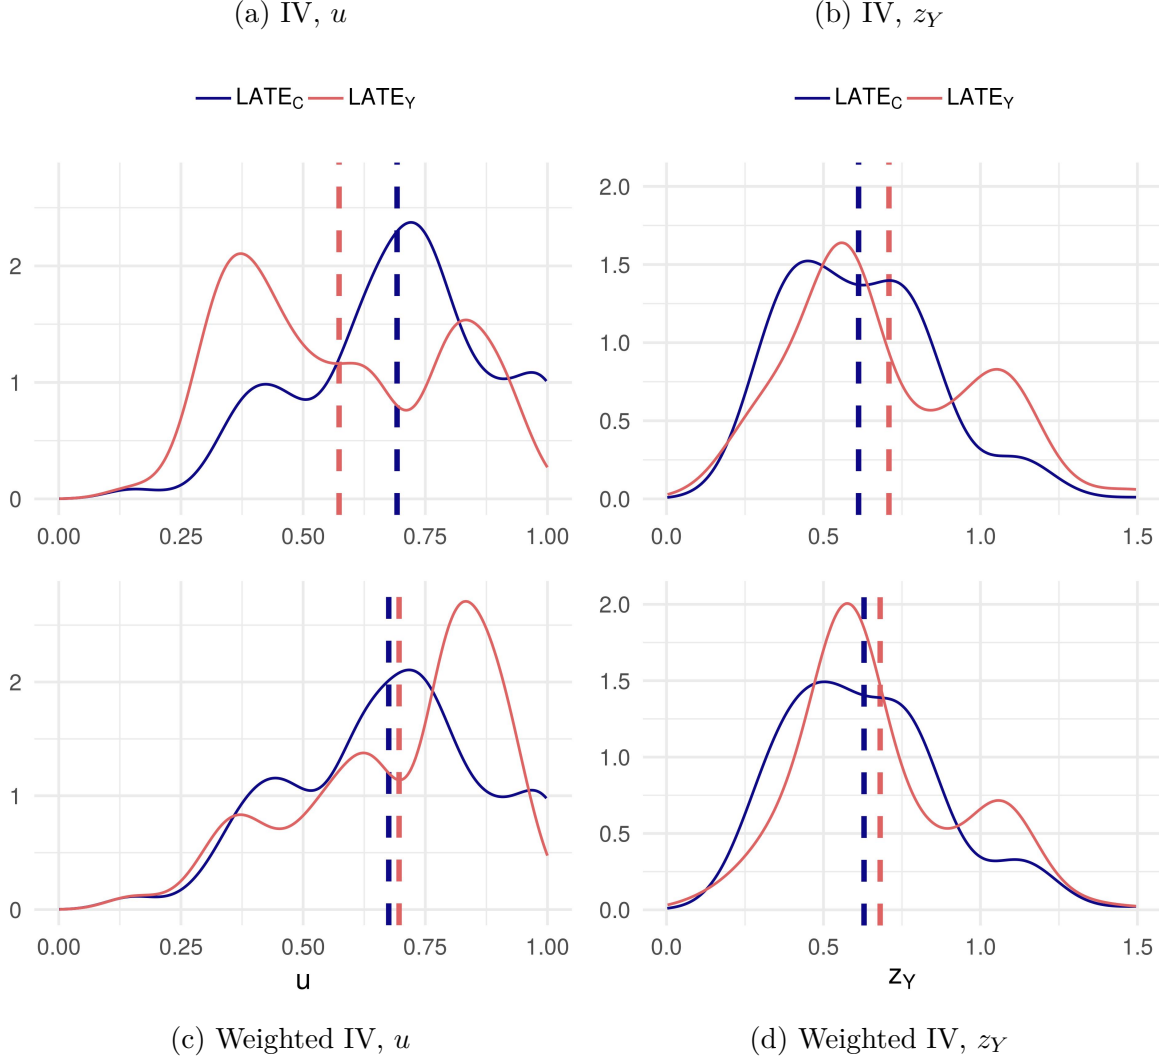 (a) IV, u
(b) IV, z_Y
LATE_C LATE_Y
LATE_C LATE_Y
2
1
0
0.00 0.25 0.50 0.75 1.00
2.0
1.5
1.0
0.5
0.0
0.0 0.5 1.0 1.5
2
1
0
0.00 0.25 0.50 0.75 1.00
u
2.0
1.5
1.0
0.5
0.0
0.0 0.5 1.0 1.5
z_Y
(c) Weighted IV, u
(d) Weighted IV, z_Y